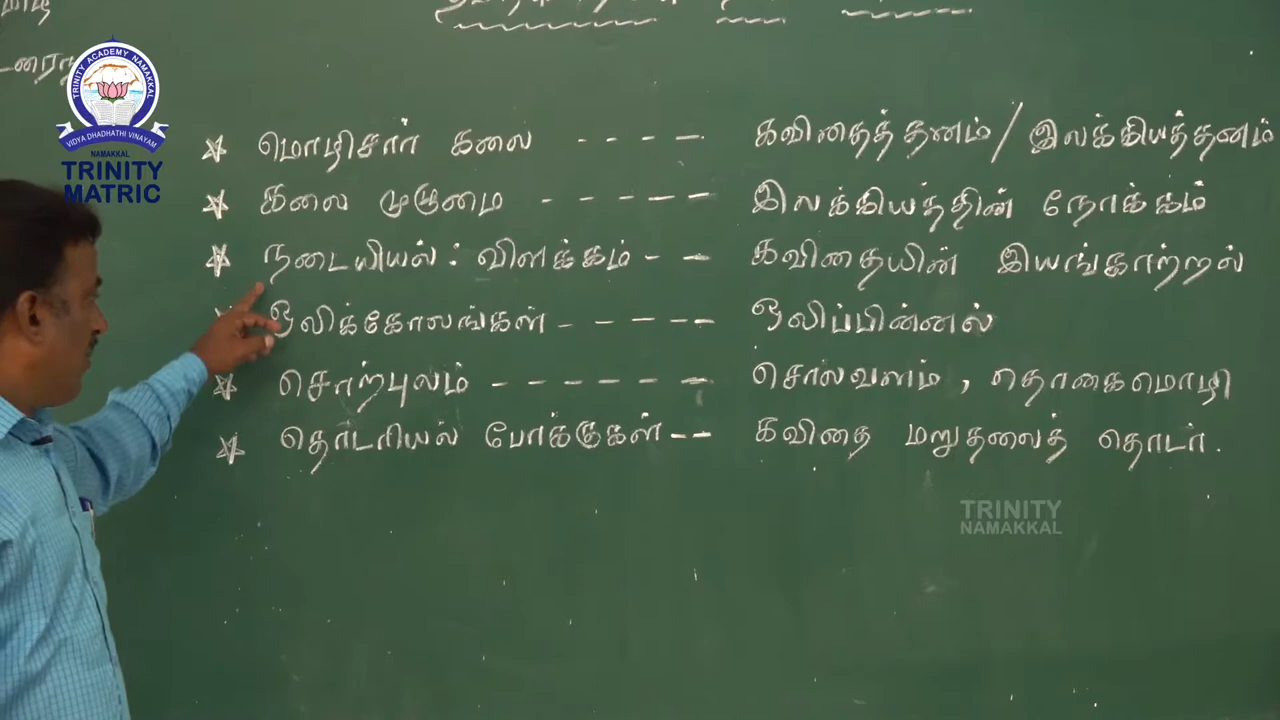 TRINITY ACADEMY NAMAKKAL
VIDYA DHADHATHI VINAYAM
NAMAKKAL
TRINITY
MATRIC
☆ மொழிசார் கலை - - - - கவிதைத்தனம் / இலக்கியத்தனம்
☆ கலை முழுமை - - - - - இலக்கியத்தின் நோக்கம்
☆ நடையியல் : விளக்கம் - - கவிதையின் இயங்காற்றல்
ஒலிக்கோலங்கள் - - - - - ஒலிப்பின்னல்
☆ சொற்புலம் - - - - - - - சொல்வளம் , தொகைமொழி
☆ தொடரியல் போக்குகள் - - கவிதை மறுதலைத் தொடர் .
TRINITY
NAMAKKAL